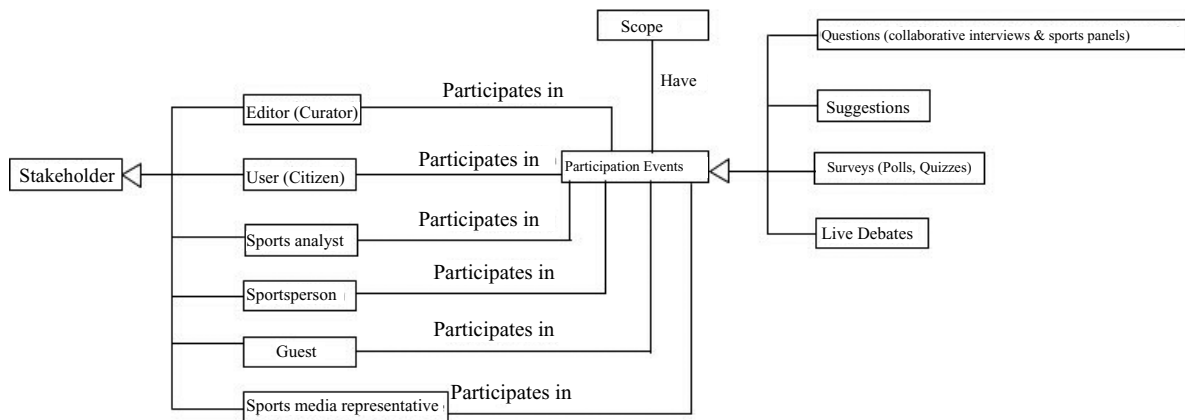 Scope
Questions (collaborative interviews & sports panels)
Have
Participates in
Editor (Curator)
Suggestions
Participates in
Participation Events
Stakeholder
User (Citizen)
Surveys (Polls, Quizzes)
Participates in
Sports analyst
Live Debates
Participates in
Sportsperson
Participates in
Guest
Participates in
Sports media representative